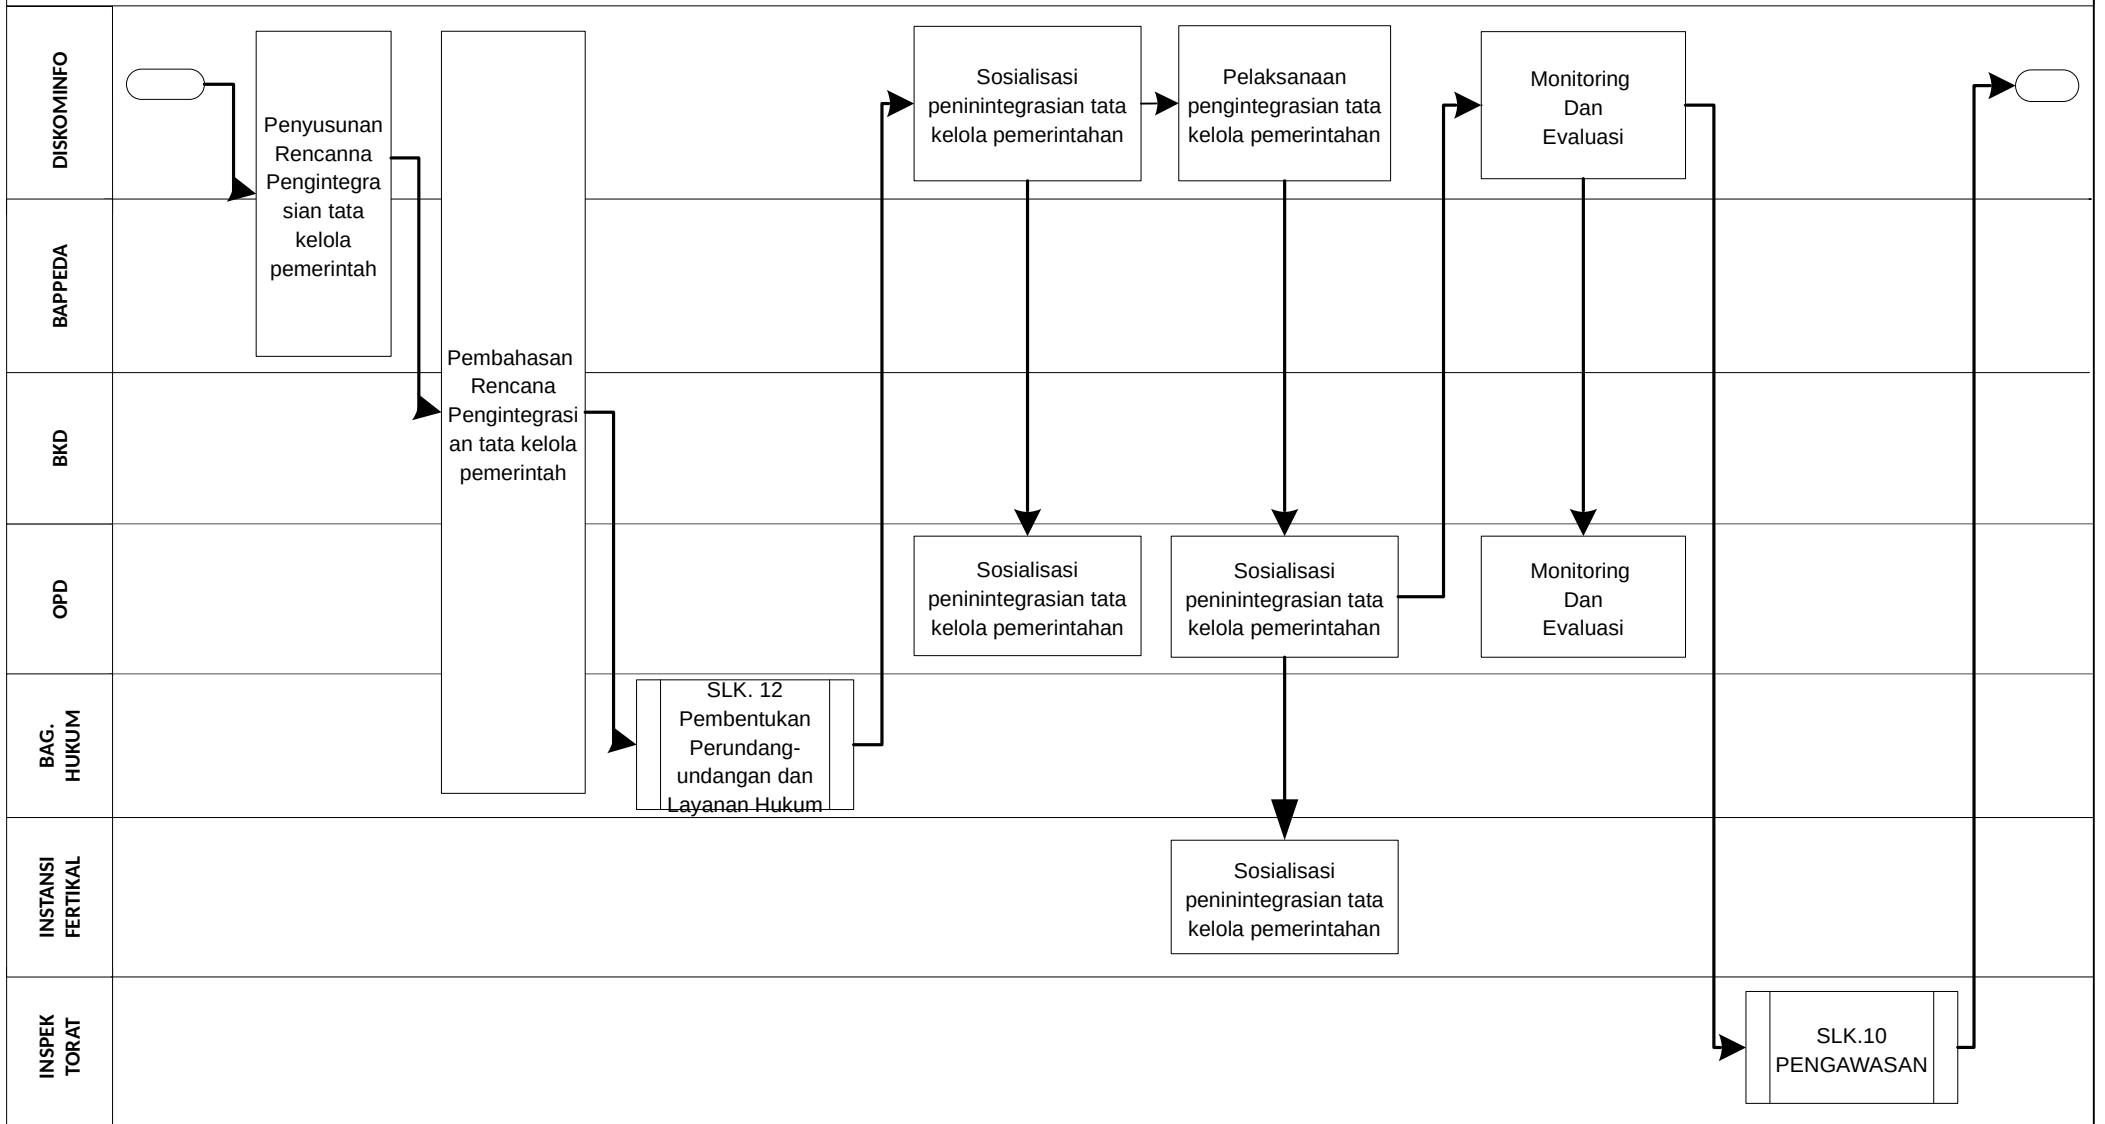 DISKOMINFO
Penyusunan
Rencanna
Pengintegra
sian tata
kelola
pemerintah
Sosialisasi
peninintegrasian tata
kelola pemerintahan
Pelaksanaan
pengintegrasian tata
kelola pemerintahan
Monitoring
Dan
Evaluasi
BAPPEDA
BKD
Pembahasan
Rencana
Pengintegrasi
an tata kelola
pemerintah
OPD
Sosialisasi
peninintegrasian tata
kelola pemerintahan
Sosialisasi
peninintegrasian tata
kelola pemerintahan
Monitoring
Dan
Evaluasi
BAG.
HUKUM
SLK. 12
Pembentukan
Perundang-
undangan dan
Layanan Hukum
INSTANSI
FERTIKAL
Sosialisasi
peninintegrasian tata
kelola pemerintahan
INSPEK
TORAT
SLK.10
PENGAWASAN